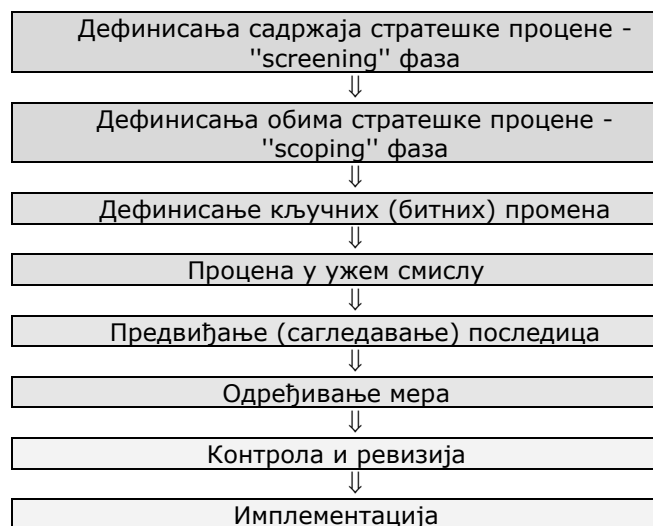 Дефинисања садржаја стратешке процене -
"screening" фаза
⇓
Дефинисања обима стратешке процене -
"scoping" фаза
⇓
Дефинисање кључних (битних) промена
⇓
Процена у ужем смислу
⇓
Предвиђање (сагледавање) последица
⇓
Одређивање мера
⇓
Контрола и ревизија
⇓
Имплементација